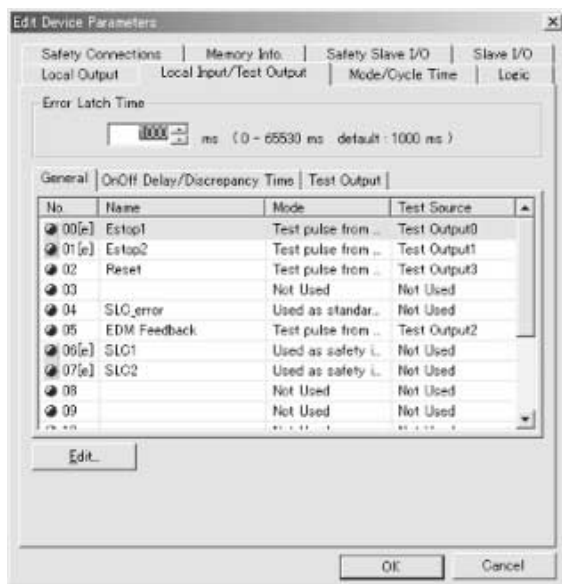 Edit Device Parameters
Safety Connections Memory Info. Safety Slave I/O Slave I/O
Local Output Local Input/Test Output Mode/Cycle Time Logic
Error Latch Time
1000 ms (0 - 65530 ms default : 1000 ms)
General OnOff Delay/Discrepancy Time Test Output
No. Name Mode Test Source
00[e] Estop1 Test pulse from .. Test Output0
01[e] Estop2 Test pulse from .. Test Output1
02 Reset Test pulse from .. Test Output3
03 Not Used Not Used
04 SLC_error Used as standar.. Not Used
05 EDM Feedback Test pulse from .. Test Output2
06[e] SLC1 Used as safety i.. Not Used
07[e] SLC2 Used as safety i.. Not Used
08 Not Used Not Used
09 Not Used Not Used
Edit..
OK Cancel